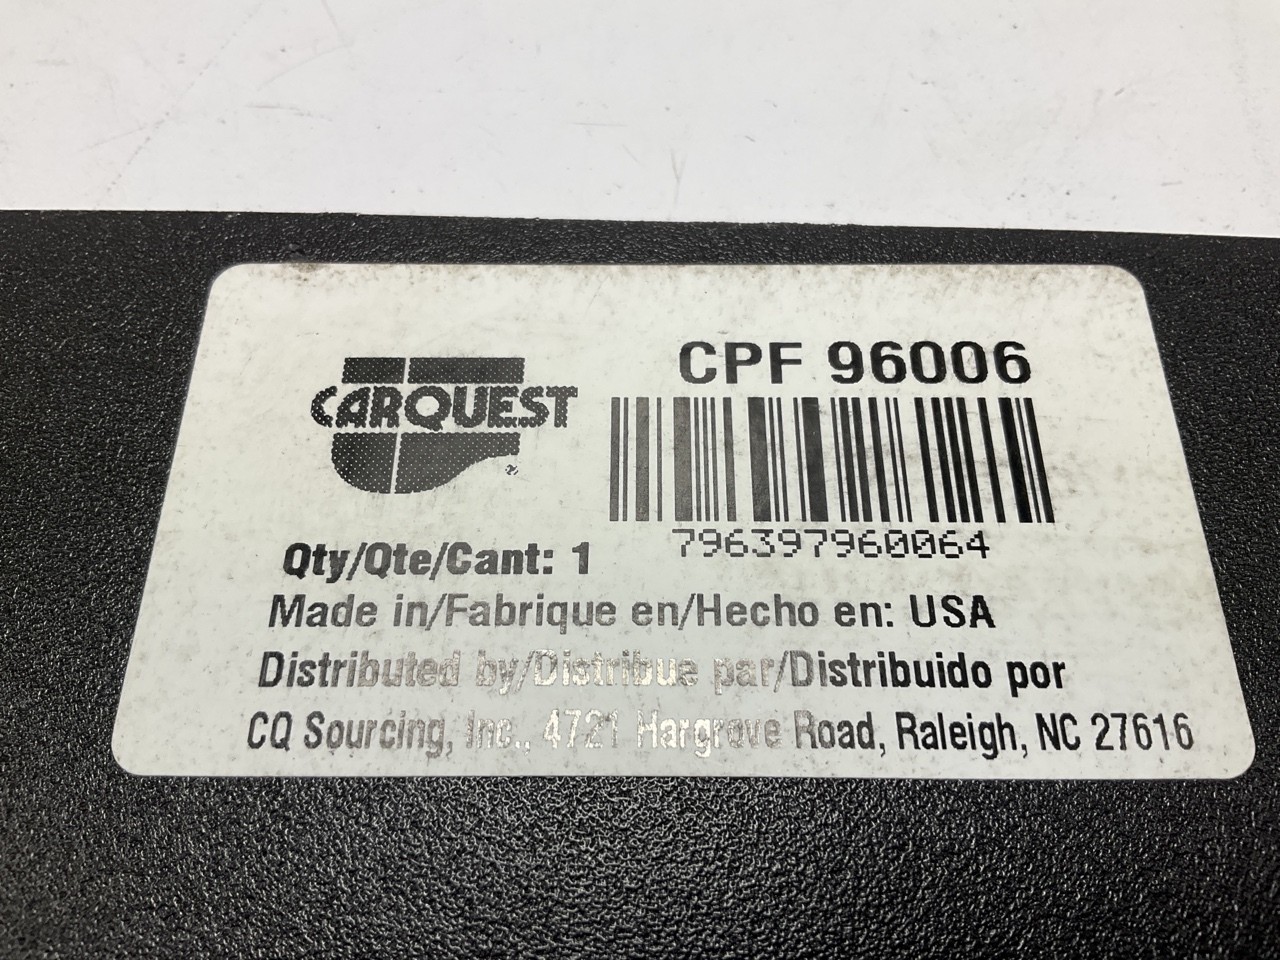 CARQUEST
®
CPF 96006
796397960064
Qty/Qte/Cant: 1
Made in/Fabrique en/Hecho en: USA
Distributed by/Distribue par/Distribuido por
CQ Sourcing, Inc., 4721 Hargrove Road, Raleigh, NC 27616